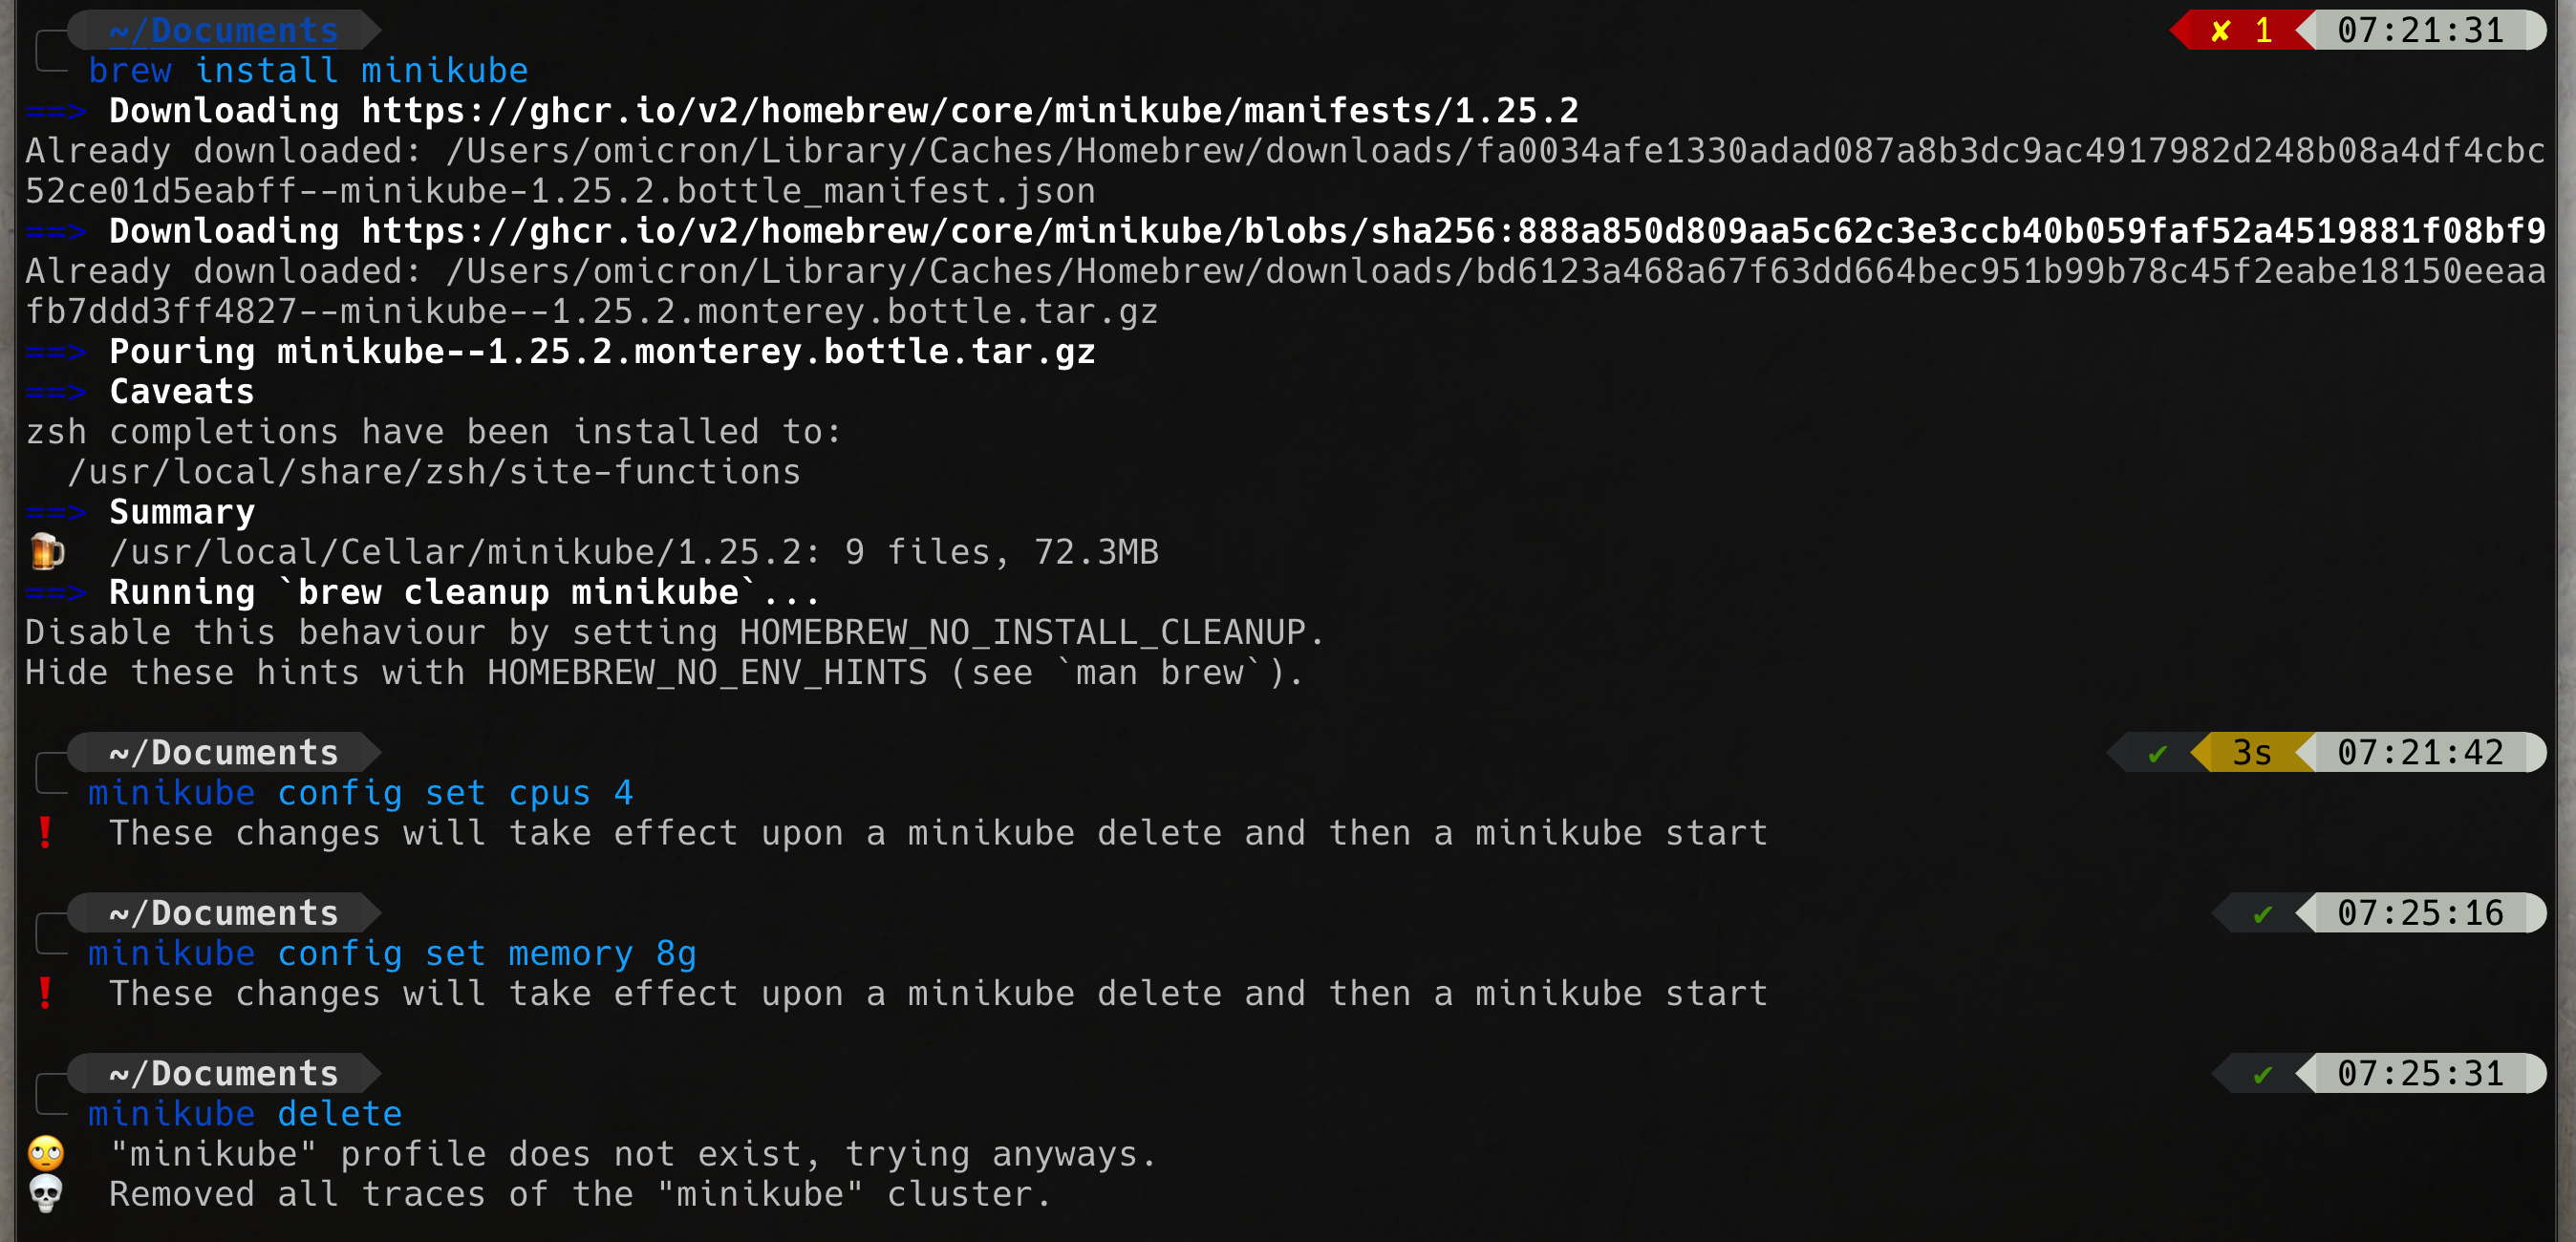 ~/Documents ✘ 1 07:21:31
brew install minikube
==> Downloading https://ghcr.io/v2/homebrew/core/minikube/manifests/1.25.2
Already downloaded: /Users/omicron/Library/Caches/Homebrew/downloads/fa0034afe1330adad087a8b3dc9ac4917982d248b08a4df4cbc
52ce01d5eabff--minikube-1.25.2.bottle_manifest.json
==> Downloading https://ghcr.io/v2/homebrew/core/minikube/blobs/sha256:888a850d809aa5c62c3e3ccb40b059faf52a4519881f08bf9
Already downloaded: /Users/omicron/Library/Caches/Homebrew/downloads/bd6123a468a67f63dd664bec951b99b78c45f2eabe18150eeaa
fb7ddd3ff4827--minikube--1.25.2.monterey.bottle.tar.gz
==> Pouring minikube--1.25.2.monterey.bottle.tar.gz
==> Caveats
zsh completions have been installed to:
/usr/local/share/zsh/site-functions
==> Summary
🍺 /usr/local/Cellar/minikube/1.25.2: 9 files, 72.3MB
==> Running `brew cleanup minikube`...
Disable this behaviour by setting HOMEBREW_NO_INSTALL_CLEANUP.
Hide these hints with HOMEBREW_NO_ENV_HINTS (see `man brew`).
~/Documents ✔ 3s 07:21:42
minikube config set cpus 4
❗ These changes will take effect upon a minikube delete and then a minikube start
~/Documents ✔ 07:25:16
minikube config set memory 8g
❗ These changes will take effect upon a minikube delete and then a minikube start
~/Documents ✔ 07:25:31
minikube delete
🙄 "minikube" profile does not exist, trying anyways.
💀 Removed all traces of the "minikube" cluster.